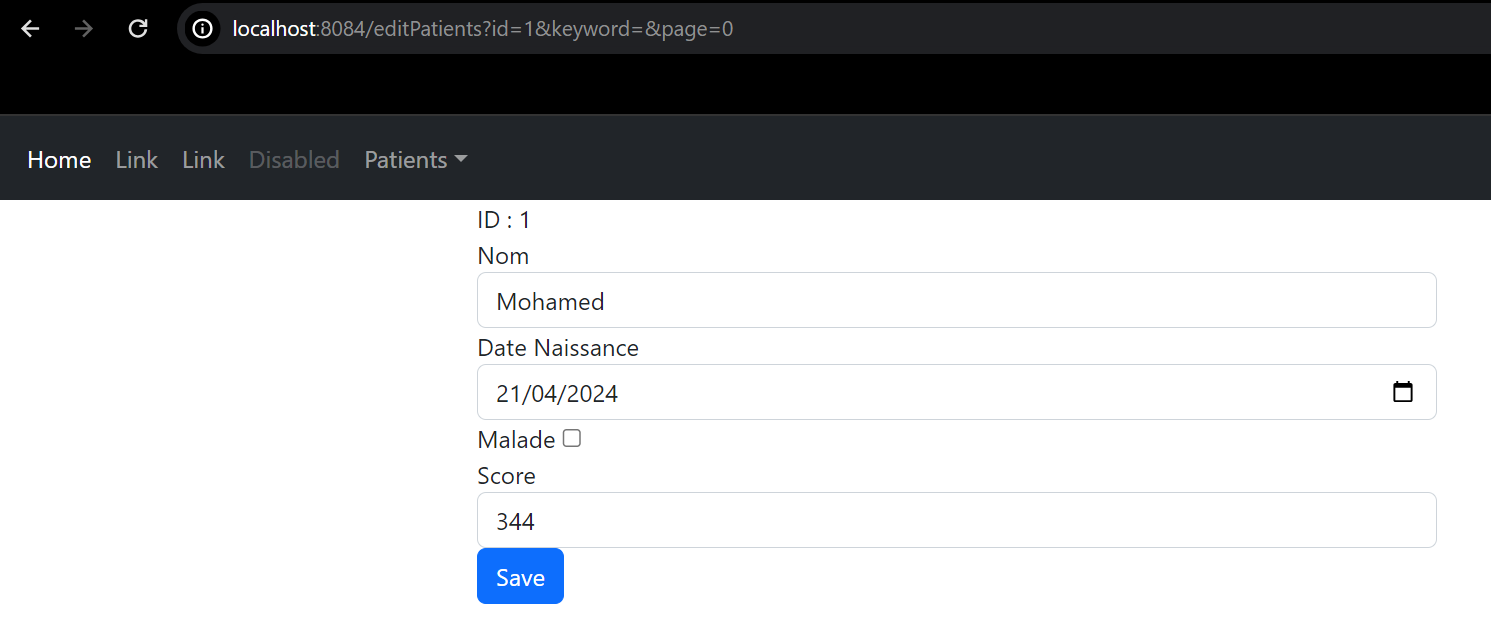 localhost:8084/editPatients?id=1&keyword=&page=0
Home Link Link Disabled Patients
ID : 1
Nom
Mohamed
Date Naissance
21/04/2024
Malade
Score
344
Save